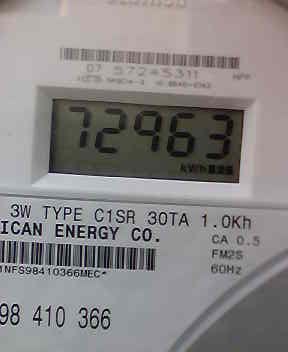 07 57245311
72963
kWh
3W TYPE C1SR 30TA 1.0Kh
ICAN ENERGY CO.
CA 0.5
FM2S
60Hz
1NFS98410366MEC*
98 410 366